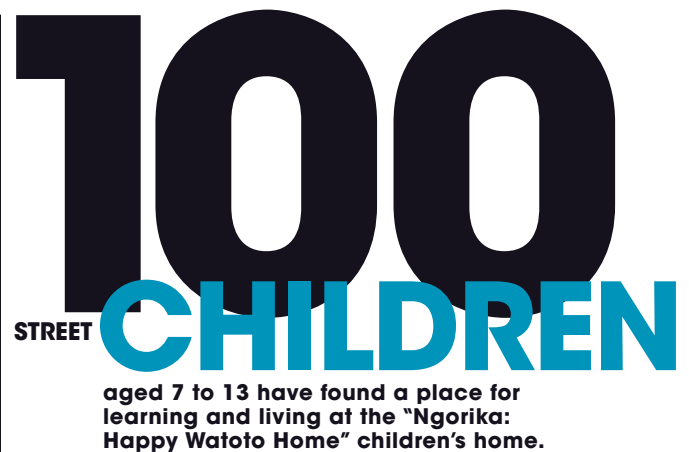 100
STREET CHILDREN
aged 7 to 13 have found a place for
learning and living at the “Ngorika:
Happy Watoto Home” children’s home.